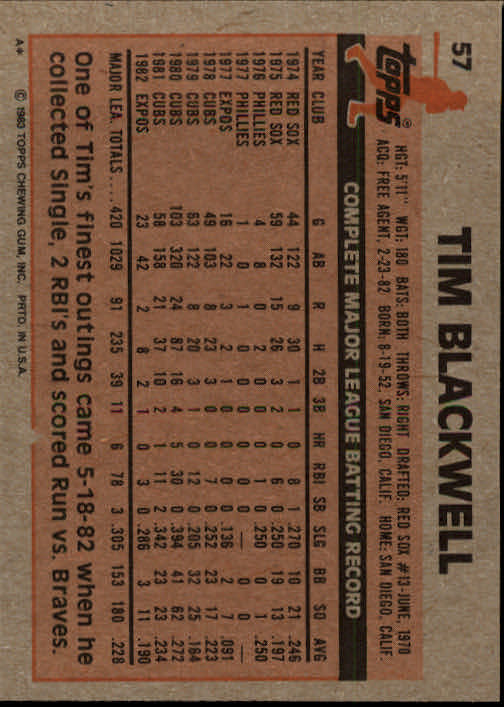 57
TIM BLACKWELL
topps®
HGT: 5'11" WGT: 180 BATS: BOTH THROWS: RIGHT DRAFTED: RED SOX #13-JUNE, 1970
ACQ: FREE AGENT, 2-23-82 BORN: 8-19-52, SAN DIEGO, CALIF. HOME: SAN DIEGO, CALIF.
COMPLETE MAJOR LEAGUE BATTING RECORD
YEAR CLUB G AB R H 2B 3B HR RBI SB SLG BB SO AVG
1974 RED SOX 44 122 9 30 1 1 0 8 1 .270 10 21 .246
1975 RED SOX 59 132 15 26 3 2 0 6 0 .250 19 13 .197
1976 PHILLIES 4 8 0 2 0 0 0 1 0 .250 0 1 .250
1977 PHILLIES 1 0 1 0 0 0 0 0 0 — 0 0 —
1977 EXPOS 16 22 3 2 1 0 0 0 0 .136 2 7 .091
1978 CUBS 49 103 8 23 3 0 0 7 0 .252 23 17 .223
1979 CUBS 63 122 8 20 3 1 0 12 0 .205 32 25 .164
1980 CUBS 103 320 24 87 16 4 5 30 0 .394 41 62 .272
1981 CUBS 58 158 21 37 10 2 1 11 2 .342 23 23 .234
1982 EXPOS 23 42 2 8 2 1 0 3 0 .286 3 11 .190
MAJOR LEA. TOTALS.... 420 1029 91 235 39 11 6 78 3 .305 153 180 .228
One of Tim's finest outings came 5-18-82 when he
collected Single, 2 RBI's and scored Run vs. Braves.
A* © 1983 TOPPS CHEWING GUM, INC. PRTD. IN U.S.A.